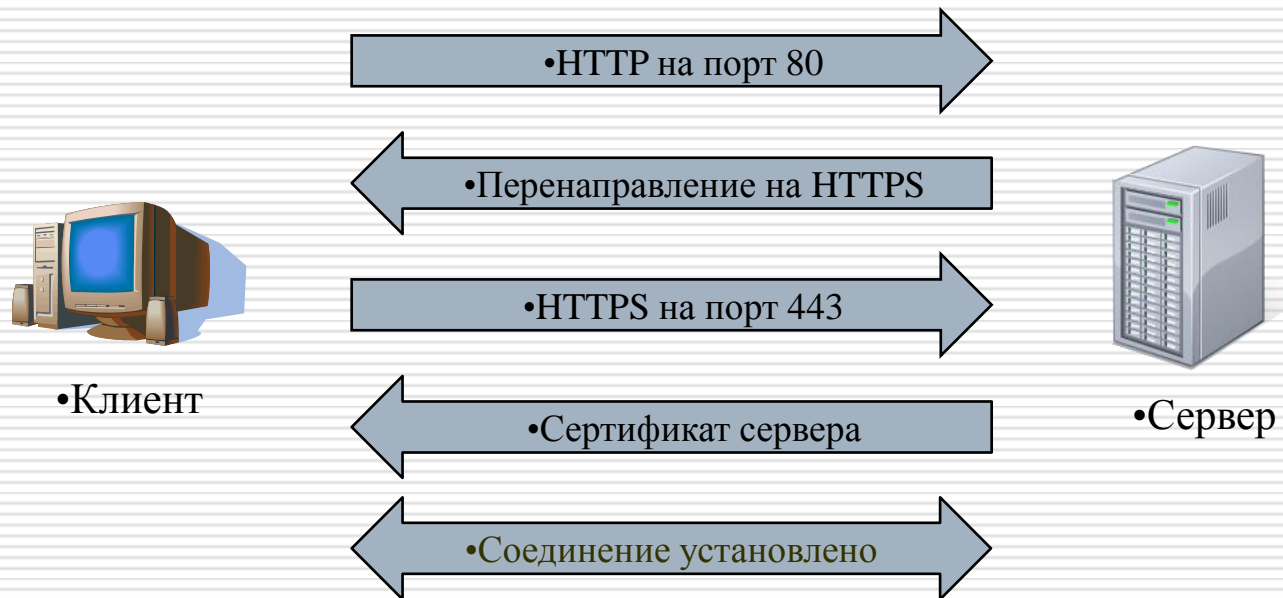 •HTTP на порт 80
•Перенаправление на HTTPS
•HTTPS на порт 443
•Клиент
•Сертификат сервера
•Сервер
•Соединение установлено